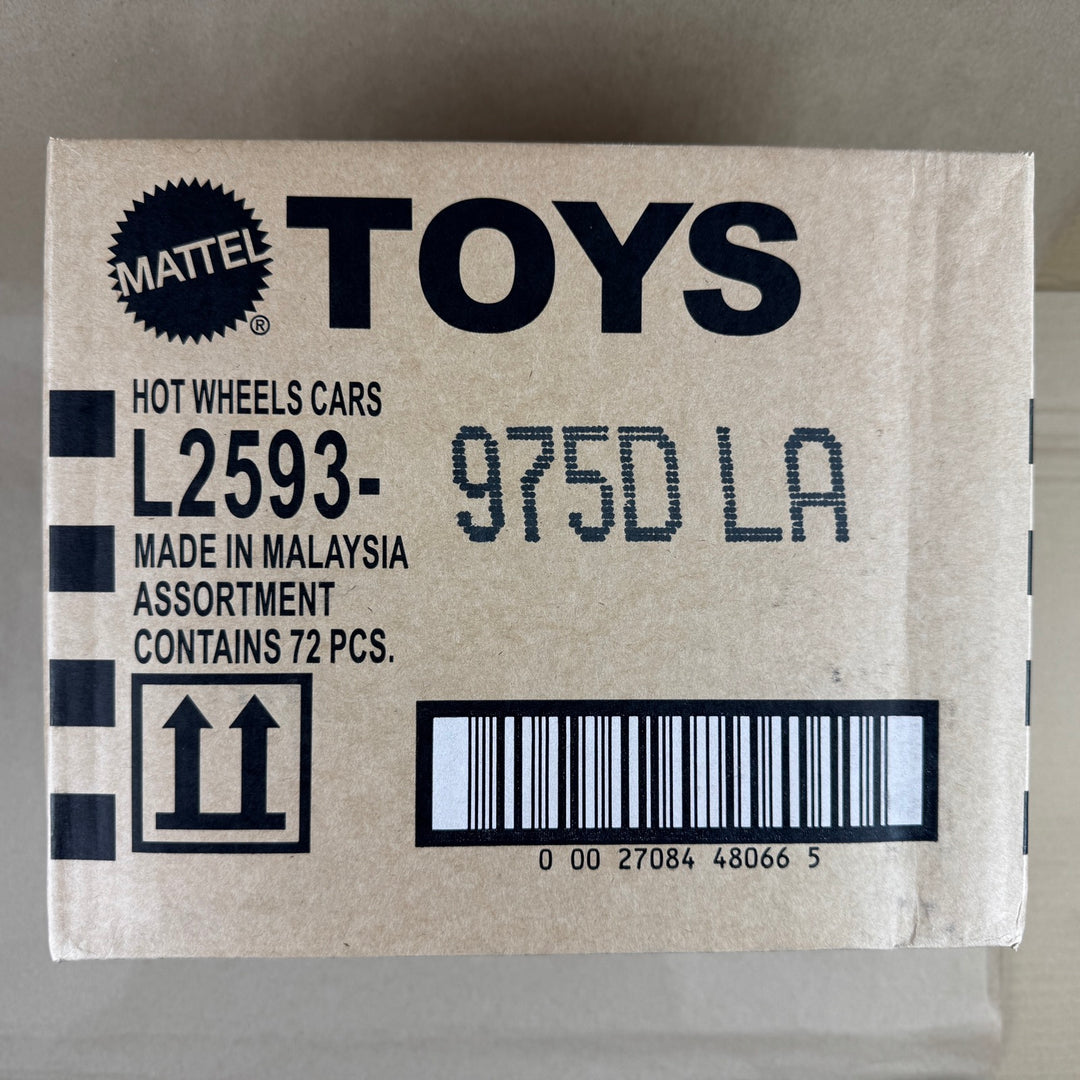 MATTEL ® TOYS
HOT WHEELS CARS
L2593- 975D LA
MADE IN MALAYSIA
ASSORTMENT
CONTAINS 72 PCS.
0 00 27084 48066 5